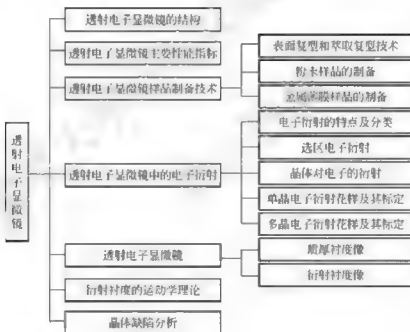 透射电子显微镜
透射电子显微镜的结构
透射电子显微镜主要性能指标
透射电子显微镜样品制备技术
表面复型和萃取复型技术
粉末样品的制备
金属薄膜样品的制备
透射电子显微镜中的电子衍射
电子衍射的特点及分类
选区电子衍射
晶体对电子的衍射
单晶电子衍射花样及其标定
多晶电子衍射花样及其标定
透射电子显微镜
质厚衬度像
衍射衬度像
衍射衬度的运动学理论
晶体缺陷分析